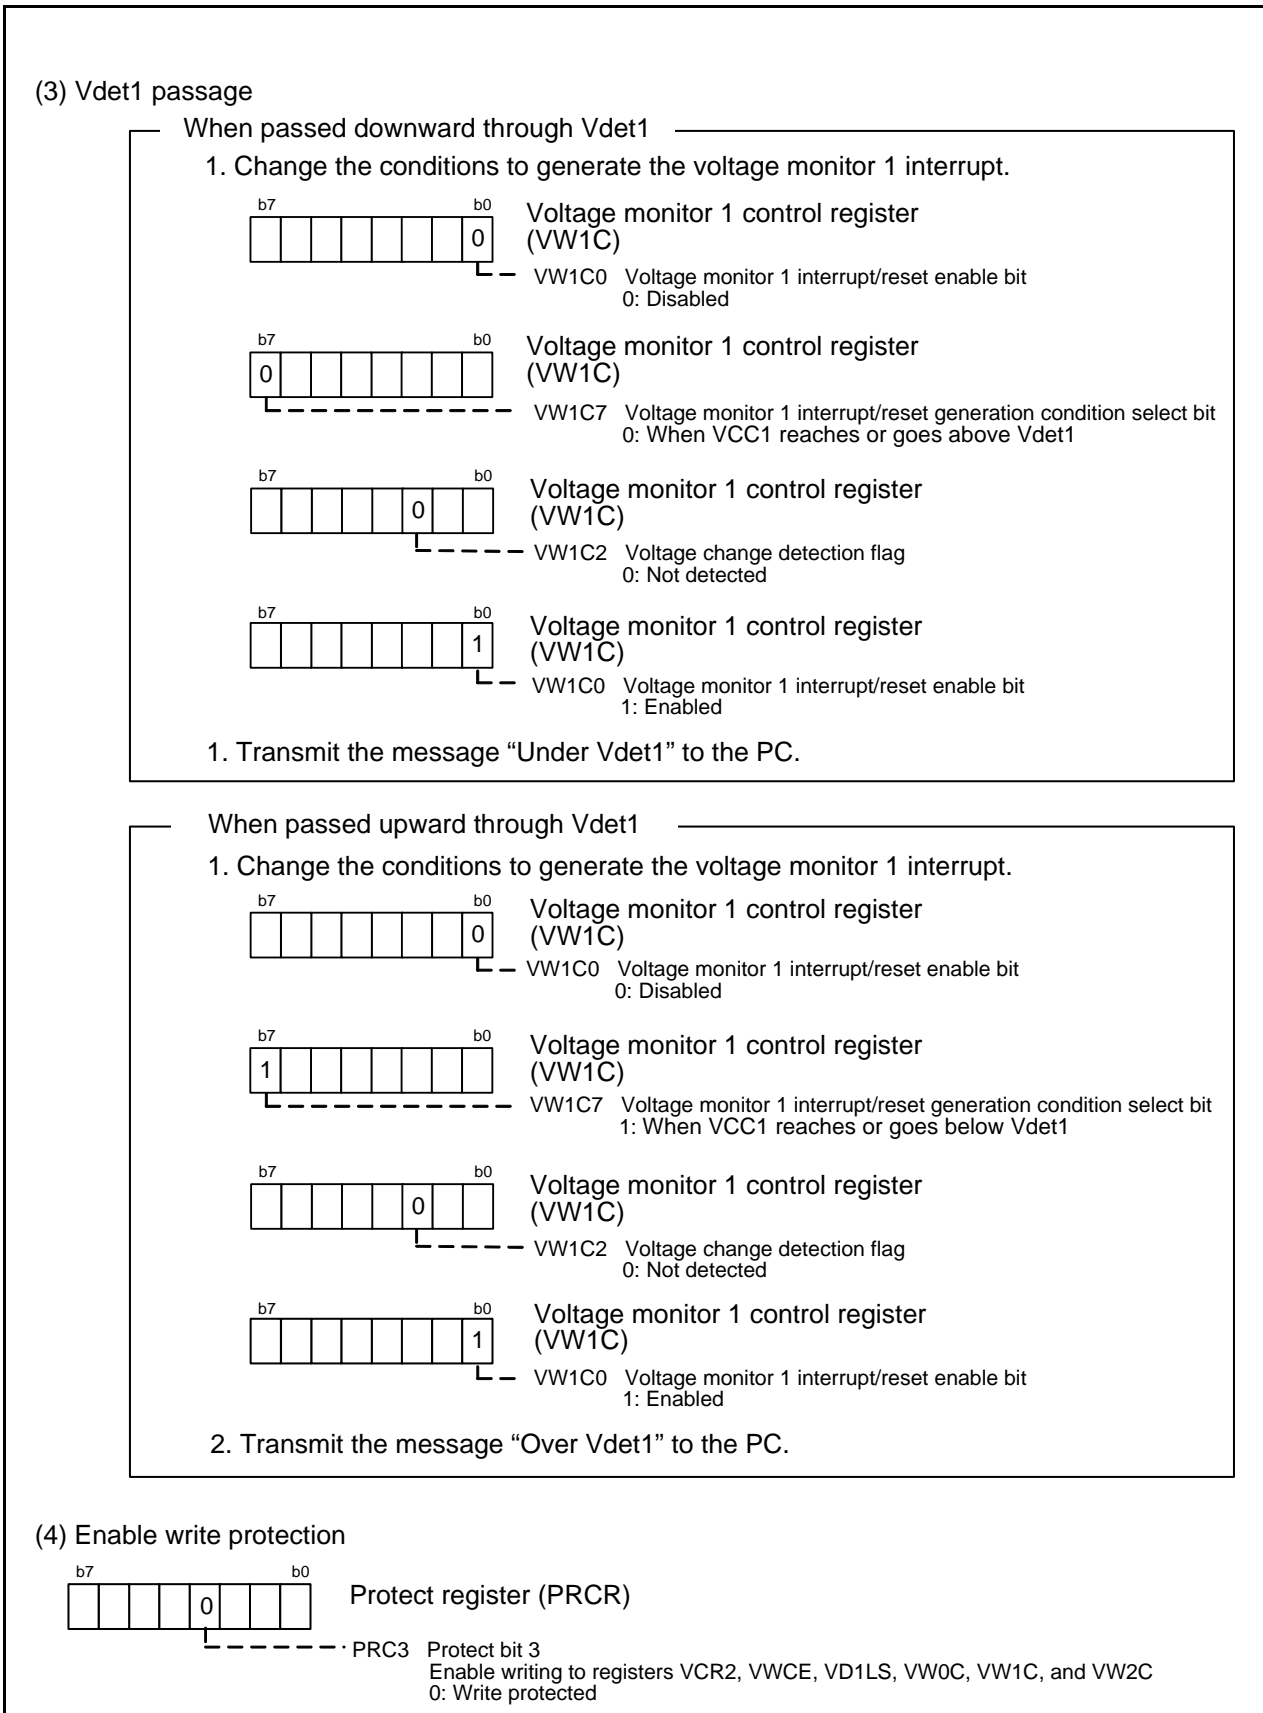 (3) Vdet1 passage
When passed downward through Vdet1
1. Change the conditions to generate the voltage monitor 1 interrupt.
b7 b0
Voltage monitor 1 control register
0 (VW1C)
VW1C0 Voltage monitor 1 interrupt/reset enable bit
0: Disabled
b7 b0
Voltage monitor 1 control register
0 (VW1C)
VW1C7 Voltage monitor 1 interrupt/reset generation condition select bit
0: When VCC1 reaches or goes above Vdet1
b7 b0
Voltage monitor 1 control register
0 (VW1C)
VW1C2 Voltage change detection flag
0: Not detected
b7 b0
Voltage monitor 1 control register
1 (VW1C)
VW1C0 Voltage monitor 1 interrupt/reset enable bit
1: Enabled
1. Transmit the message “Under Vdet1” to the PC.
When passed upward through Vdet1
1. Change the conditions to generate the voltage monitor 1 interrupt.
b7 b0
Voltage monitor 1 control register
0 (VW1C)
VW1C0 Voltage monitor 1 interrupt/reset enable bit
0: Disabled
b7 b0
Voltage monitor 1 control register
1 (VW1C)
VW1C7 Voltage monitor 1 interrupt/reset generation condition select bit
1: When VCC1 reaches or goes below Vdet1
b7 b0
Voltage monitor 1 control register
0 (VW1C)
VW1C2 Voltage change detection flag
0: Not detected
b7 b0
Voltage monitor 1 control register
1 (VW1C)
VW1C0 Voltage monitor 1 interrupt/reset enable bit
1: Enabled
2. Transmit the message “Over Vdet1” to the PC.
(4) Enable write protection
b7 b0
0 Protect register (PRCR)
PRC3 Protect bit 3
Enable writing to registers VCR2, VWCE, VD1LS, VW0C, VW1C, and VW2C
0: Write protected